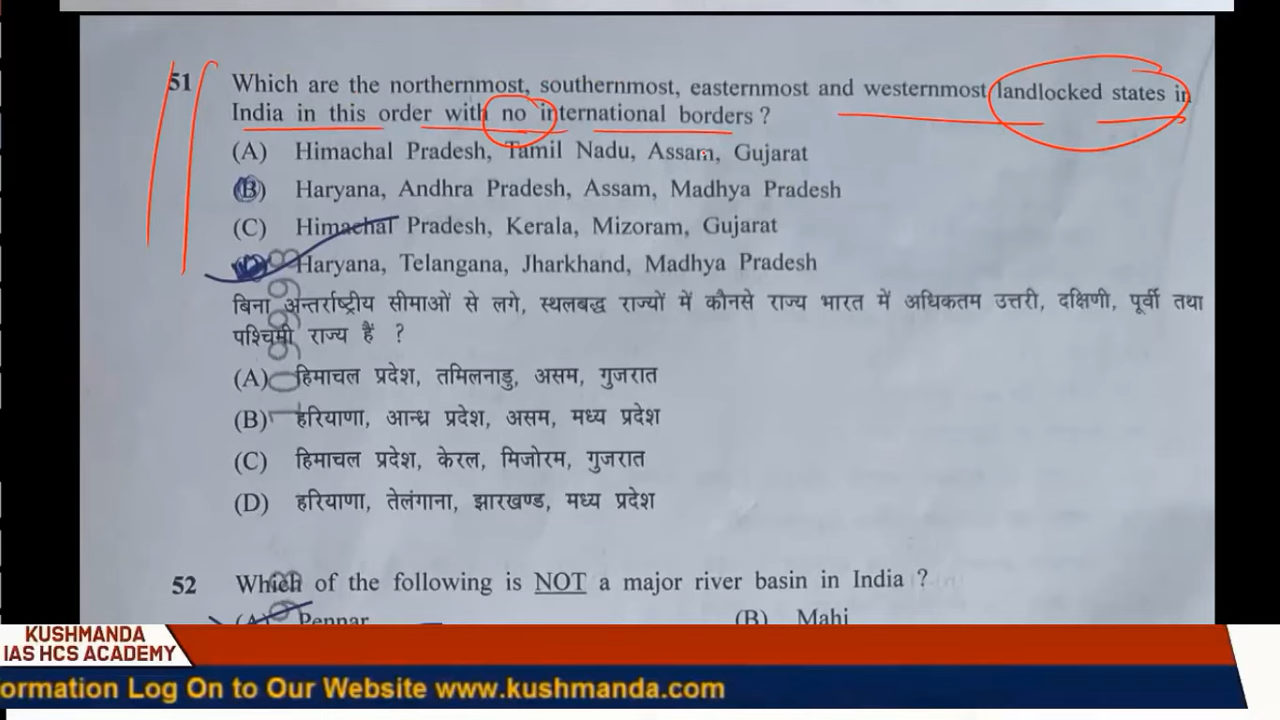 51 Which are the northernmost, southernmost, easternmost and westernmost landlocked states in
India in this order with no international borders ?
(A) Himachal Pradesh, Tamil Nadu, Assam, Gujarat
(B) Haryana, Andhra Pradesh, Assam, Madhya Pradesh
(C) Himachal Pradesh, Kerala, Mizoram, Gujarat
Haryana, Telangana, Jharkhand, Madhya Pradesh
बिना अन्तर्राष्ट्रीय सीमाओं से लगे, स्थलबद्ध राज्यों में कौनसे राज्य भारत में अधिकतम उत्तरी, दक्षिणी, पूर्वी तथा
पश्चिमी राज्य हैं ?
(A) हिमाचल प्रदेश, तमिलनाडु, असम, गुजरात
(B) हरियाणा, आन्ध्र प्रदेश, असम, मध्य प्रदेश
(C) हिमाचल प्रदेश, केरल, मिजोरम, गुजरात
(D) हरियाणा, तेलंगाना, झारखण्ड, मध्य प्रदेश
52 Which of the following is NOT a major river basin in India ?
(A) Pennar (B) Mahi
KUSHMANDA
IAS HCS ACADEMY
ormation Log On to Our Website www.kushmanda.com